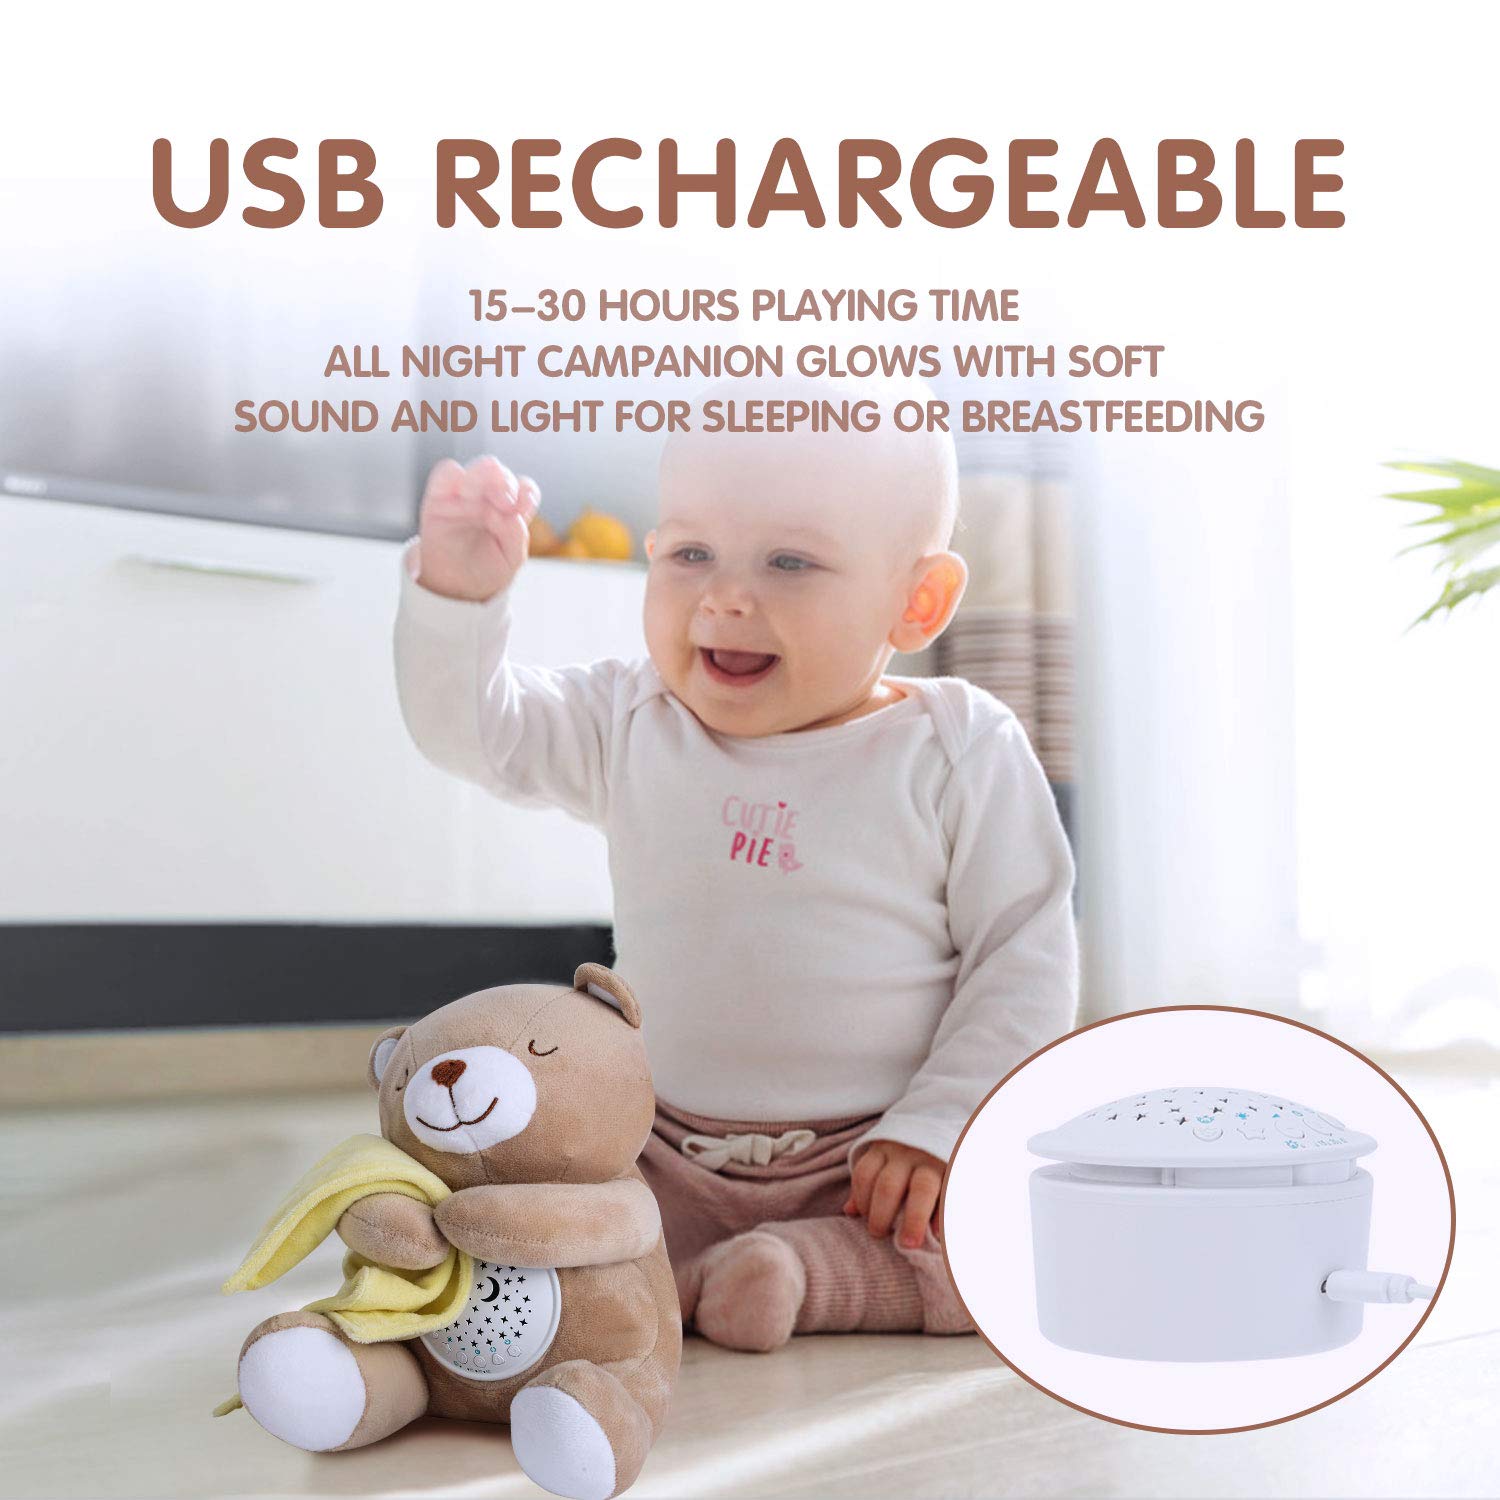 USB RECHARGEABLE
15–30 HOURS PLAYING TIME
ALL NIGHT CAMPANION GLOWS WITH SOFT
SOUND AND LIGHT FOR SLEEPING OR BREASTFEEDING
CUTIE
PIE